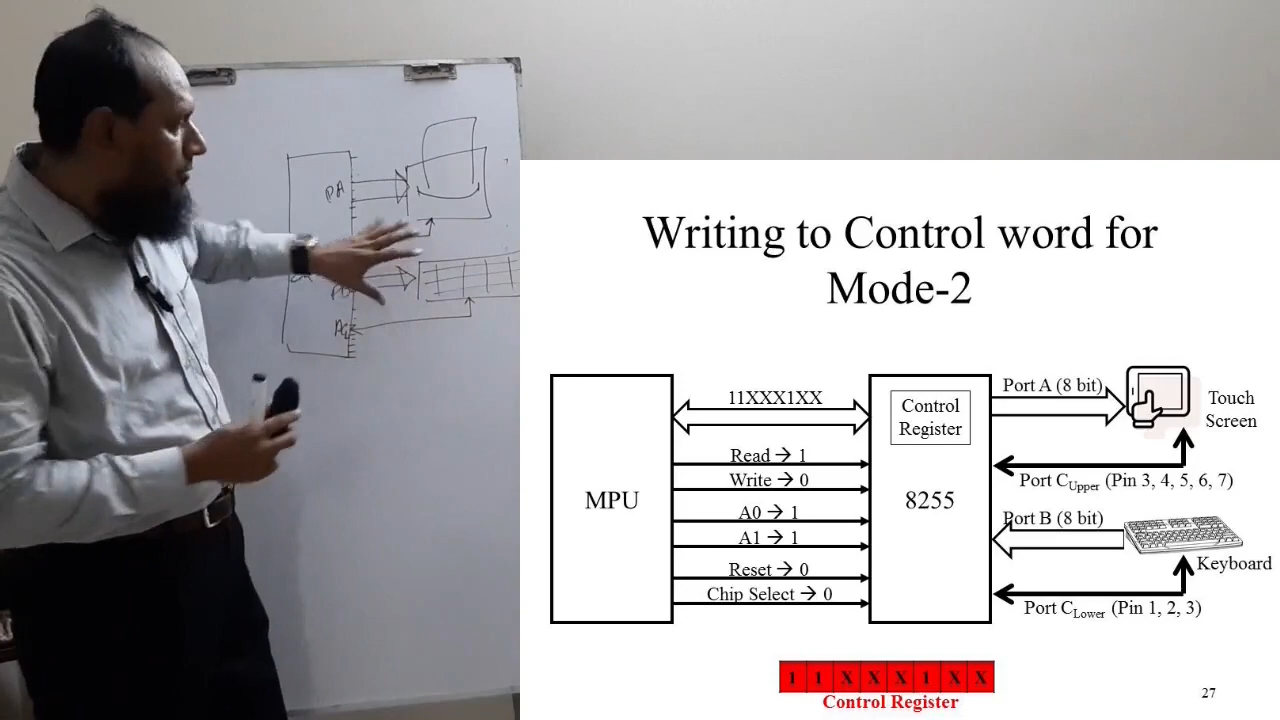 PA
Writing to Control word for
Mode-2
11XXX1XX
Read → 1
Write → 0
A0 → 1
A1 → 1
Reset → 0
Chip Select → 0
MPU
Control
Register
8255
Port A (8 bit)
Touch
Screen
Port CUpper (Pin 3, 4, 5, 6, 7)
Port B (8 bit)
Keyboard
Port CLower (Pin 1, 2, 3)
1 1 X X X 1 X X
Control Register
27